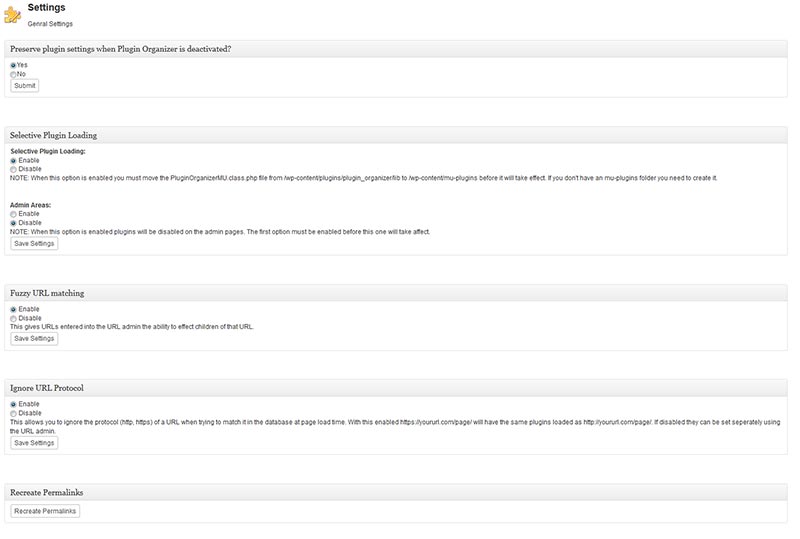 Settings
Genral Settings
Preserve plugin settings when Plugin Organizer is deactivated?
Yes
No
Submit
Selective Plugin Loading
Selective Plugin Loading:
Enable
Disable
NOTE: When this option is enabled you must move the PluginOrganizerMU.class.php file from /wp-content/plugins/plugin_organizer/lib to /wp-content/mu-plugins before it will take effect. If you don't have an mu-plugins folder you need to create it.
Admin Areas:
Enable
Disable
NOTE: When this option is enabled plugins will be disabled on the admin pages. The first option must be enabled before this one will take affect.
Save Settings
Fuzzy URL matching
Enable
Disable
This gives URLs entered into the URL admin the ability to effect children of that URL.
Save Settings
Ignore URL Protocol
Enable
Disable
This allows you to ignore the protocol (http, https) of a URL when trying to match it in the database at page load time. With this enabled https://yoururl.com/page/ will have the same plugins loaded as http://yoururl.com/page/. If disabled they can be set seperately using
the URL admin.
Save Settings
Recreate Permalinks
Recreate Permalinks